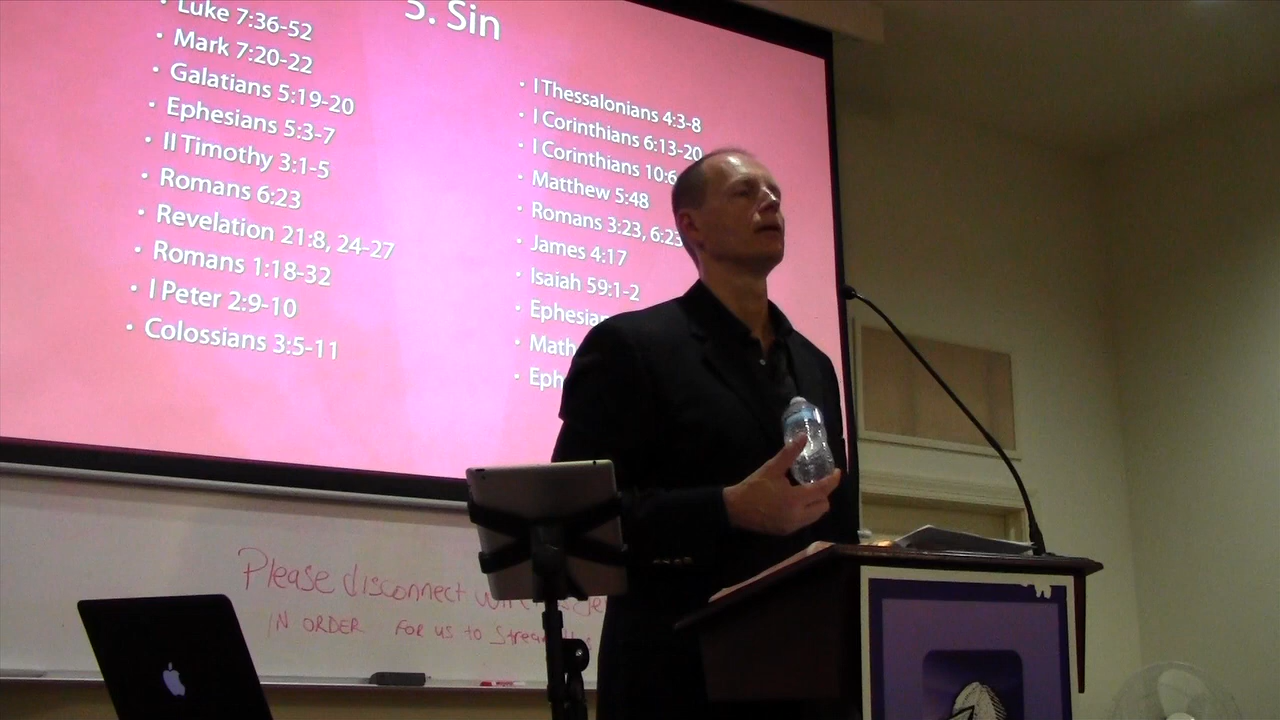 5. Sin
Luke 7:36-52
Mark 7:20-22
Galatians 5:19-20
Ephesians 5:3-7
II Timothy 3:1-5
Romans 6:23
Revelation 21:8, 24-27
Romans 1:18-32
I Peter 2:9-10
Colossians 3:5-11
I Thessalonians 4:3-8
I Corinthians 6:13-20
I Corinthians 10:6
Matthew 5:48
Romans 3:23, 6:23
James 4:17
Isaiah 59:1-2
Ephesian
Math
Eph
Please disconnect
IN ORDER FOR us to Strea